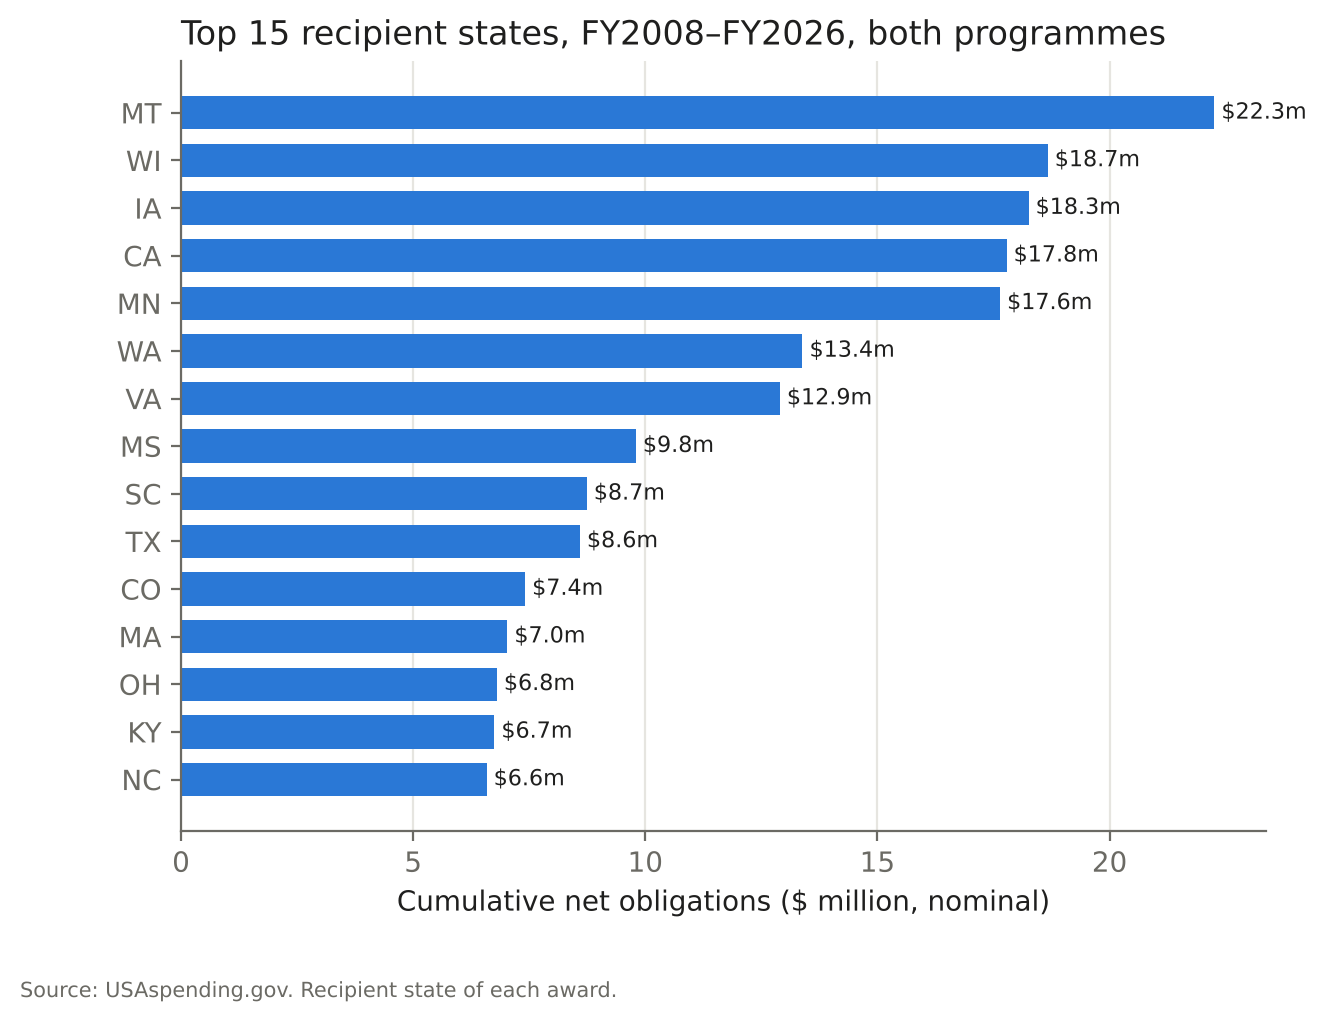 Top 15 recipient states, FY2008–FY2026, both programmes
MT $22.3m
WI $18.7m
IA $18.3m
CA $17.8m
MN $17.6m
WA $13.4m
VA $12.9m
MS $9.8m
SC $8.7m
TX $8.6m
CO $7.4m
MA $7.0m
OH $6.8m
KY $6.7m
NC $6.6m
0 5 10 15 20
Cumulative net obligations ($ million, nominal)
Source: USAspending.gov. Recipient state of each award.